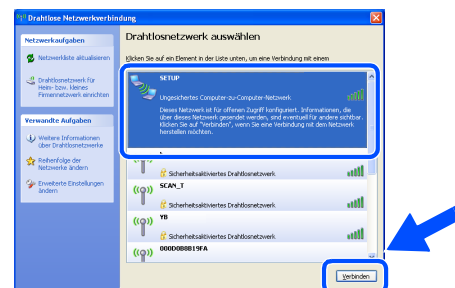 Drahtlose Netzwerkverbindung
Netzwerkaufgaben
Netzwerkliste aktualisieren
Drahtlosnetzwerk für
Heim- bzw. kleines
Firmennetzwerk einrichten
Verwandte Aufgaben
Weitere Informationen
über Drahtlosnetzwerke
Reihenfolge der
Netzwerke ändern
Erweiterte Einstellungen
ändern
Drahtlosnetzwerk auswählen
Klicken Sie auf ein Element in der Liste unten, um eine Verbindung mit einem
SETUP
Ungesichertes Computer-zu-Computer-Netzwerk
Dieses Netzwerk ist für offenen Zugriff konfiguriert. Informationen, die
über dieses Netzwerk gesendet werden, sind eventuell für andere sichtbar.
Klicken Sie auf "Verbinden", wenn Sie eine Verbindung mit dem Netzwerk
herstellen möchten.
Sicherheitsaktiviertes Drahtlosnetzwerk
SCAN_T
Sicherheitsaktiviertes Drahtlosnetzwerk
YB
Sicherheitsaktiviertes Drahtlosnetzwerk
000D0B8B19FA
Verbinden